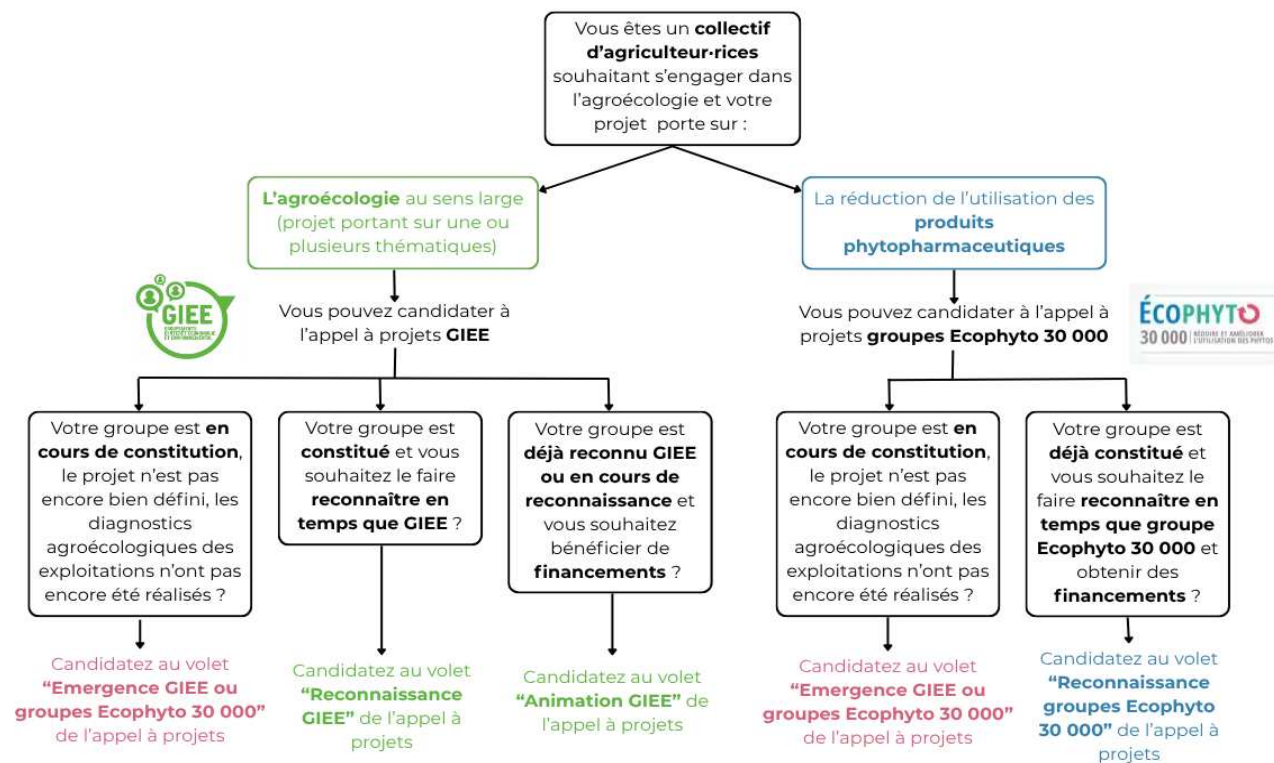 Vous êtes un collectif
d'agriculteur·rices
souhaitant s'engager dans
l'agroécologie et votre
projet porte sur :
L'agroécologie au sens large
(projet portant sur une ou
plusieurs thématiques)
La réduction de l'utilisation des
produits
phytopharmaceutiques
GIEE
Vous pouvez candidater à
l'appel à projets GIEE
Vous pouvez candidater à l'appel à
projets groupes Ecophyto 30 000
ÉCOPHYTO
30 000
RÉDUIRE ET AMÉLIORER
L'UTILISATION DES PHYTOS
Votre groupe est en
cours de constitution,
le projet n'est pas
encore bien défini, les
diagnostics
agroécologiques des
exploitations n'ont pas
encore été réalisés ?
Votre groupe est
constitué et vous
souhaitez le faire
reconnaître en
temps que GIEE ?
Votre groupe est
déjà reconnu GIEE
ou en cours de
reconnaissance et
vous souhaitez
bénéficier de
financements ?
Votre groupe est en
cours de constitution,
le projet n'est pas
encore bien défini, les
diagnostics
agroécologiques des
exploitations n'ont pas
encore été réalisés ?
Votre groupe est
déjà constitué et
vous souhaitez le
faire reconnaître en
temps que groupe
Ecophyto 30 000 et
obtenir des
financements ?
Candidatez au volet
“Emergence GIEE ou
groupes Ecophyto 30 000”
de l'appel à projets
Candidatez au volet
“Reconnaissance
GIEE” de l'appel à
projets
Candidatez au volet
“Animation GIEE” de
l'appel à projets
Candidatez au volet
“Emergence GIEE ou
groupes Ecophyto 30 000”
de l'appel à projets
Candidatez au volet
“Reconnaissance
groupes Ecophyto
30 000” de l'appel à
projets